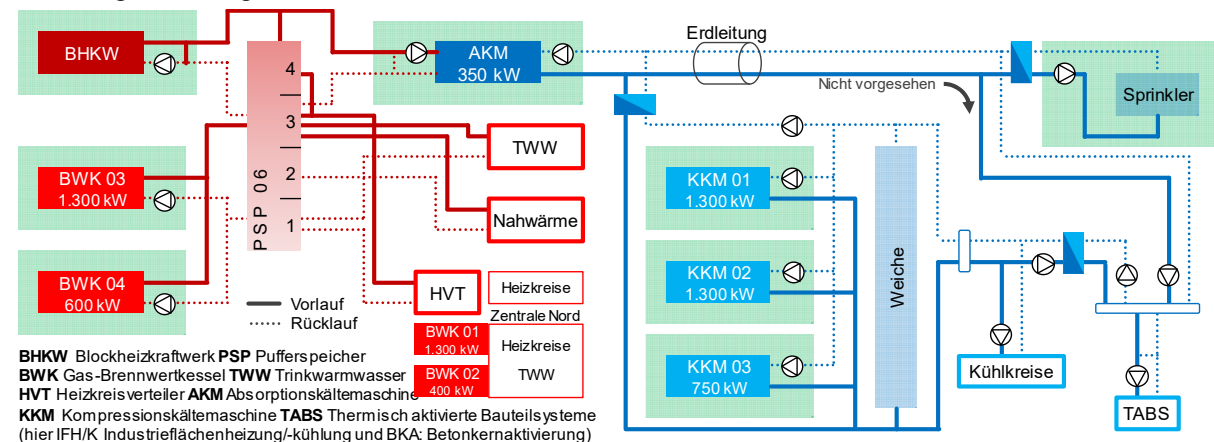 BHKW
AKM
350 kW
Erdleitung
Nicht vorgesehen
Sprinkler
PSP 06
4
3
2
1
TWW
BWK 03
1.300 kW
Nahwärme
BWK 04
600 kW
HVT
Heizkreise
Zentrale Nord
BWK 01
1.300 kW
Heizkreise
BWK 02
400 kW
TWW
Vorlauf
Rücklauf
KKM 01
1.300 kW
KKM 02
1.300 kW
KKM 03
750 kW
Weiche
Kühlkreise
TABS
BHKW Blockheizkraftwerk PSP Pufferspeicher
BWK Gas-Brennwertkessel TWW Trinkwarmwasser
HVT Heizkreisverteiler AKM Absorptionskältemaschine
KKM Kompressionskältemaschine TABS Thermisch aktivierte Bauteilsysteme
(hier IFH/K Industrieflächenheizung/-kühlung und BKA: Betonkernaktivierung)